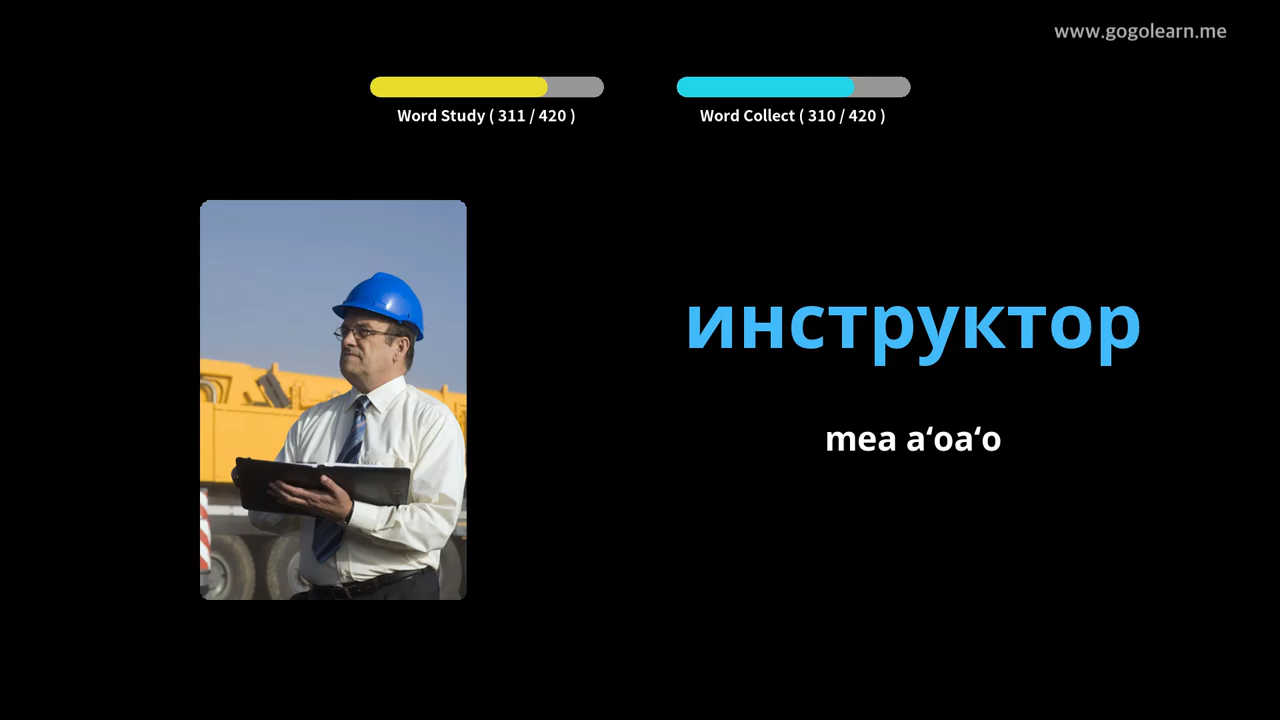 www.gogolearn.me
Word Study ( 311 / 420 )
Word Collect ( 310 / 420 )
инструктор
mea aʻoaʻo